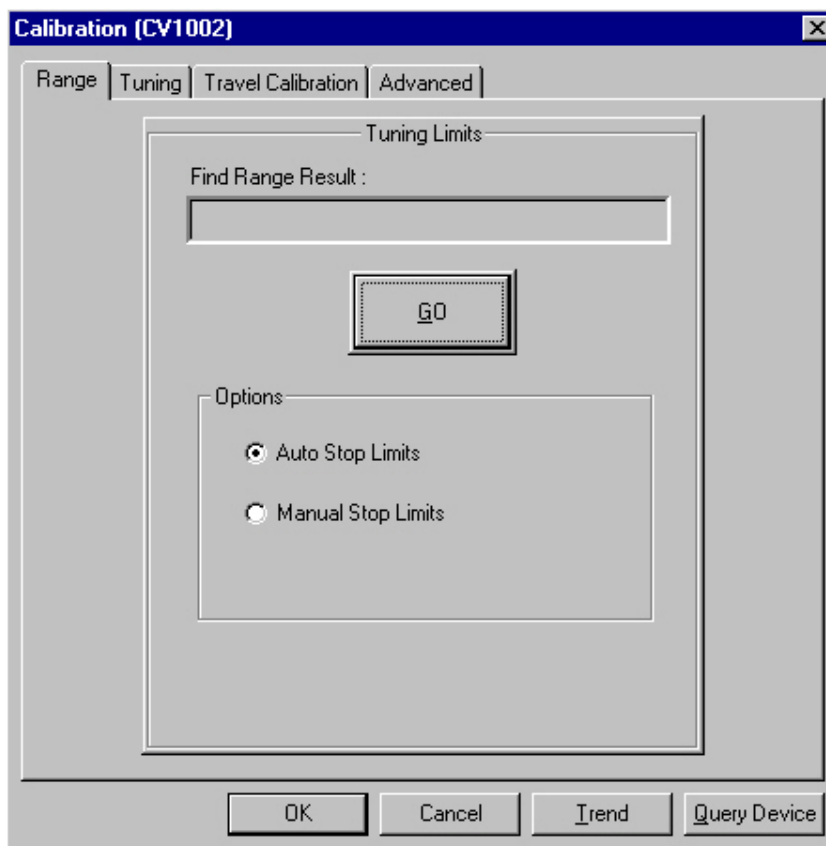 Calibration (CV1002)
Range Tuning Travel Calibration Advanced
Tuning Limits
Find Range Result :
GO
Options
Auto Stop Limits
Manual Stop Limits
OK Cancel Trend Query Device